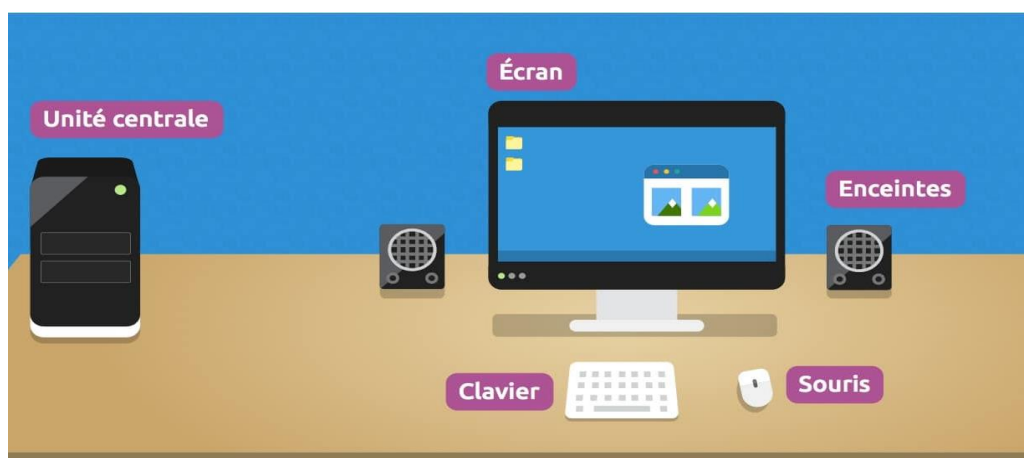 Écran
Unité centrale
Enceintes
Clavier
Souris